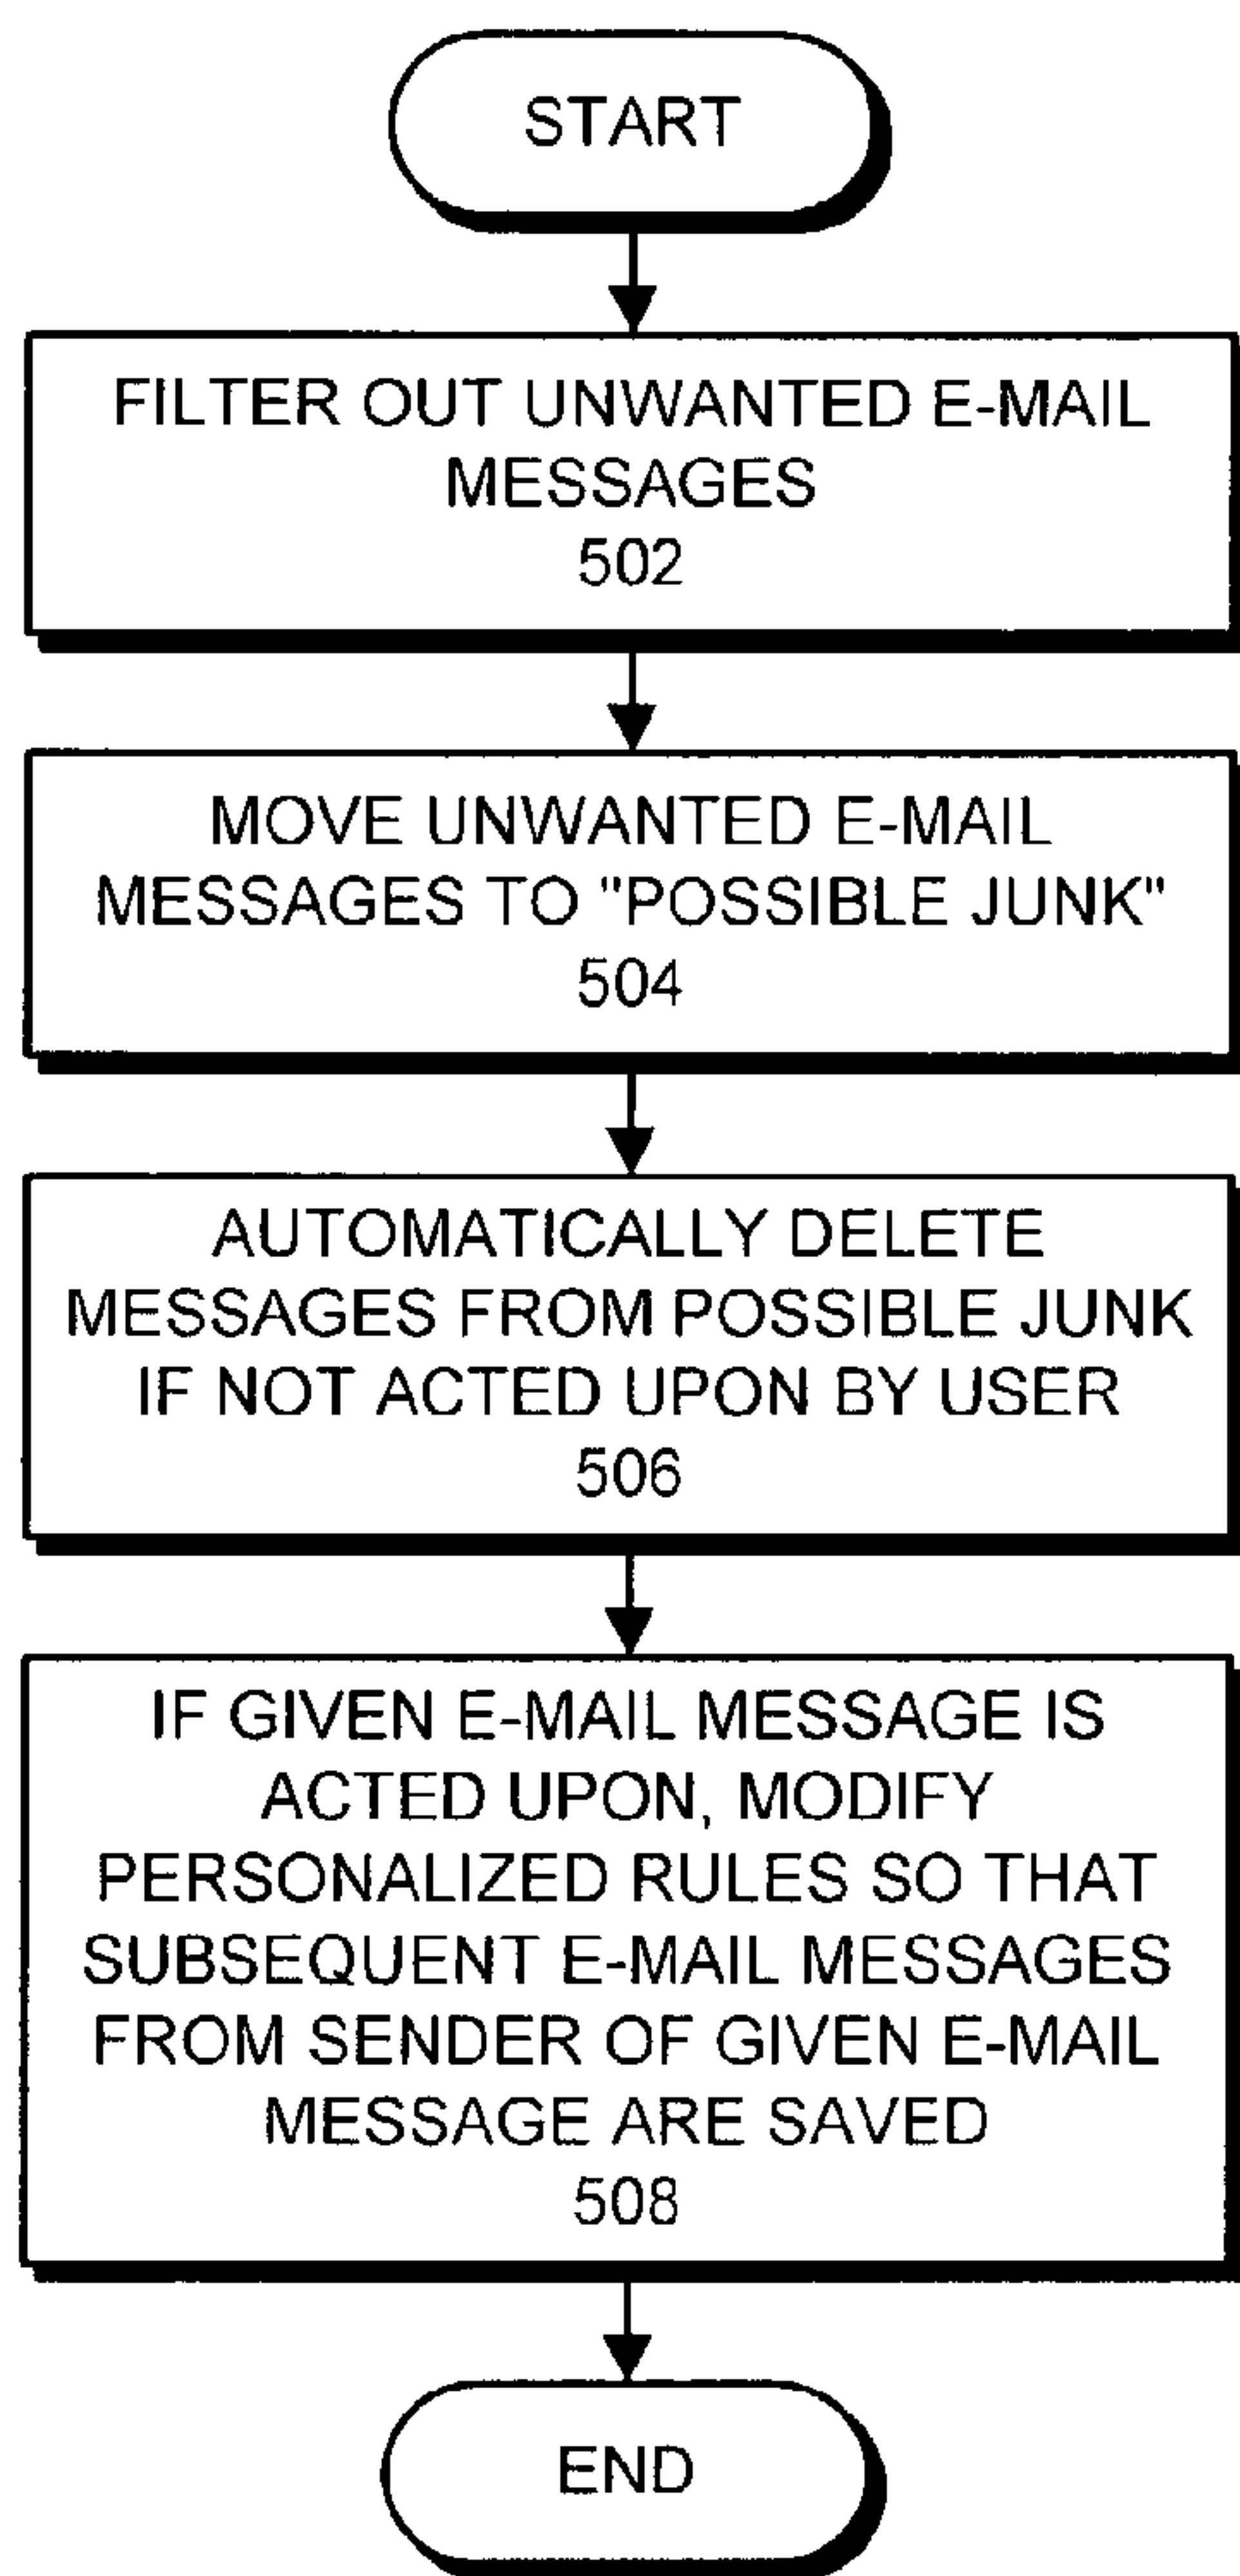 START
FILTER OUT UNWANTED E-MAIL
MESSAGES
502
MOVE UNWANTED E-MAIL
MESSAGES TO "POSSIBLE JUNK"
504
AUTOMATICALLY DELETE
MESSAGES FROM POSSIBLE JUNK
IF NOT ACTED UPON BY USER
506
IF GIVEN E-MAIL MESSAGE IS
ACTED UPON, MODIFY
PERSONALIZED RULES SO THAT
SUBSEQUENT E-MAIL MESSAGES
FROM SENDER OF GIVEN E-MAIL
MESSAGE ARE SAVED
508
END